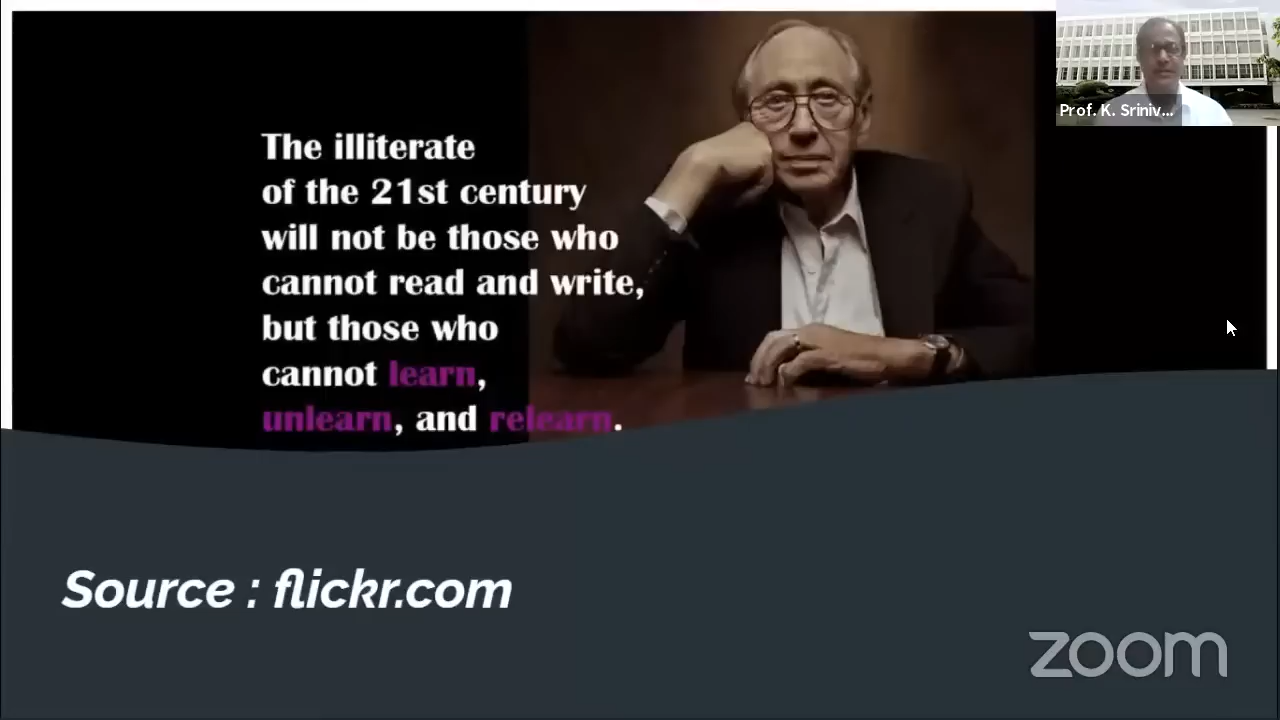 The illiterate
of the 21st century
will not be those who
cannot read and write,
but those who
cannot learn,
unlearn, and relearn.
Prof. K. Sriniv...
Source : flickr.com
zoom